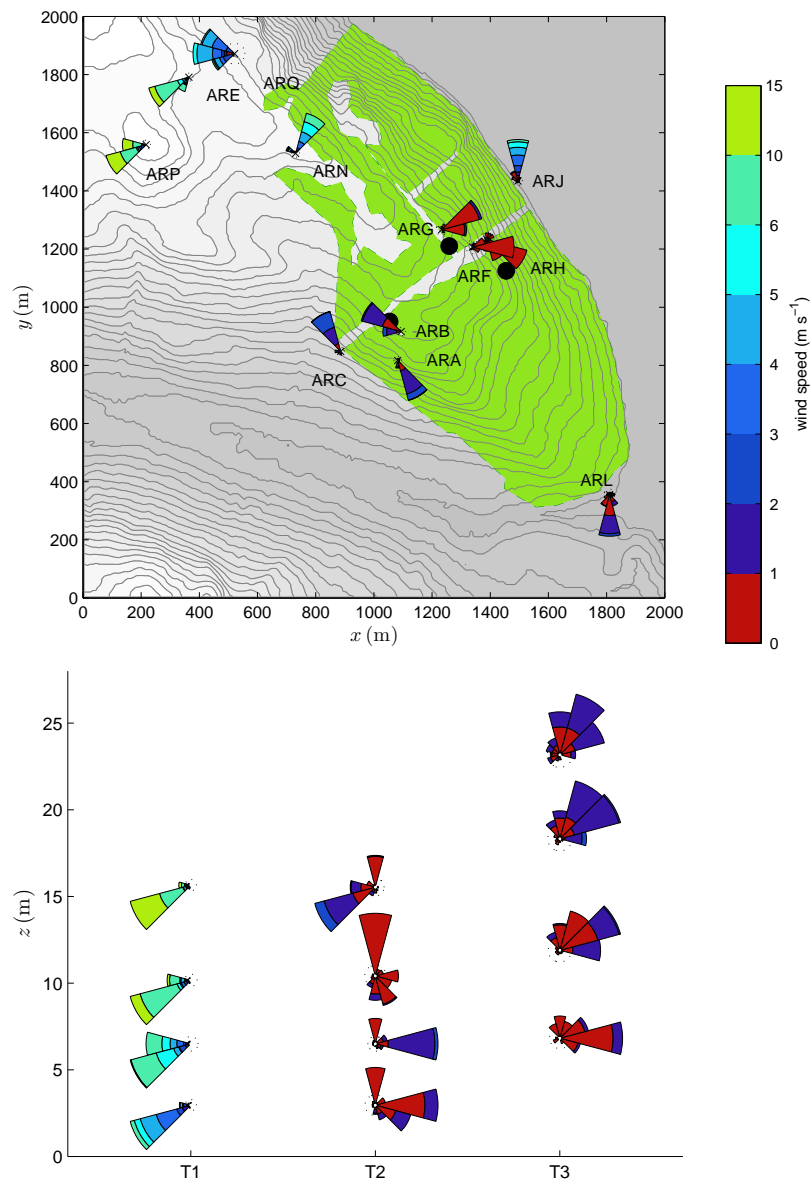 2000
1800
1600
1400
1200
1000
800
600
400
200
0
y (m)
0 200 400 600 800 1000 1200 1400 1600 1800 2000
x (m)
ARQ
ARE
ARP
ARN
ARJ
ARG
ARF ARH
ARB
ARA
ARC
ARL
15
10
6
5
4
3
2
1
0
wind speed (m s⁻¹)
25
20
15
10
5
0
z (m)
T1 T2 T3